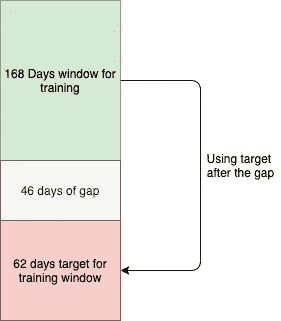 168 Days window for
training
Using target
after the gap
46 days of gap
62 days target for
training window